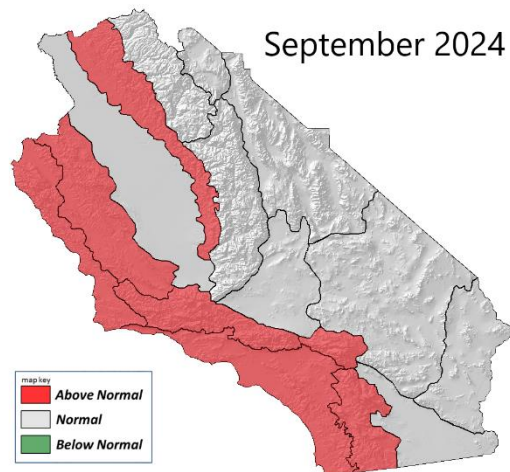 September 2024
map key
Above Normal
Normal
Below Normal